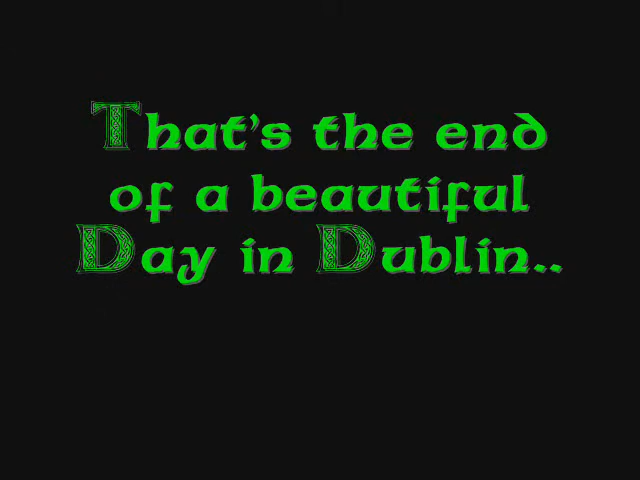 That's the end
of a beautiful
Day in Dublin..